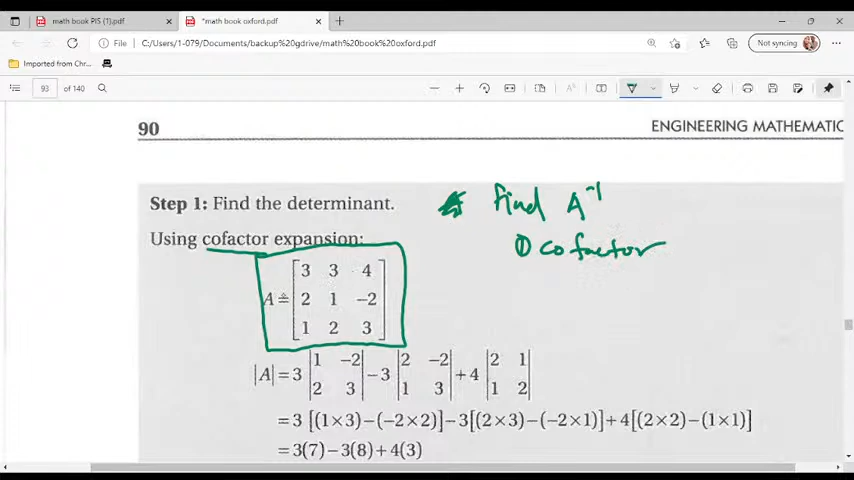 math book PIS (1).pdf
*math book oxford.pdf
File
C:/Users/1-079/Documents/backup%20gdrive/math%20book%20oxford.pdf
Not syncing
Imported from Chr...
93 of 140
90
ENGINEERING MATHEMATIC
Step 1: Find the determinant.
Find A⁻¹
Using cofactor expansion:
① cofactor
3 3 4
A = 2 1 −2
1 2 3
|A| = 3 |1 −2| − 3 |2 −2| + 4 |2 1|
|2 3| |1 3| |1 2|
= 3 [(1×3)−(−2×2)]−3[(2×3)−(−2×1)]+4[(2×2)−(1×1)]
= 3(7)−3(8)+4(3)